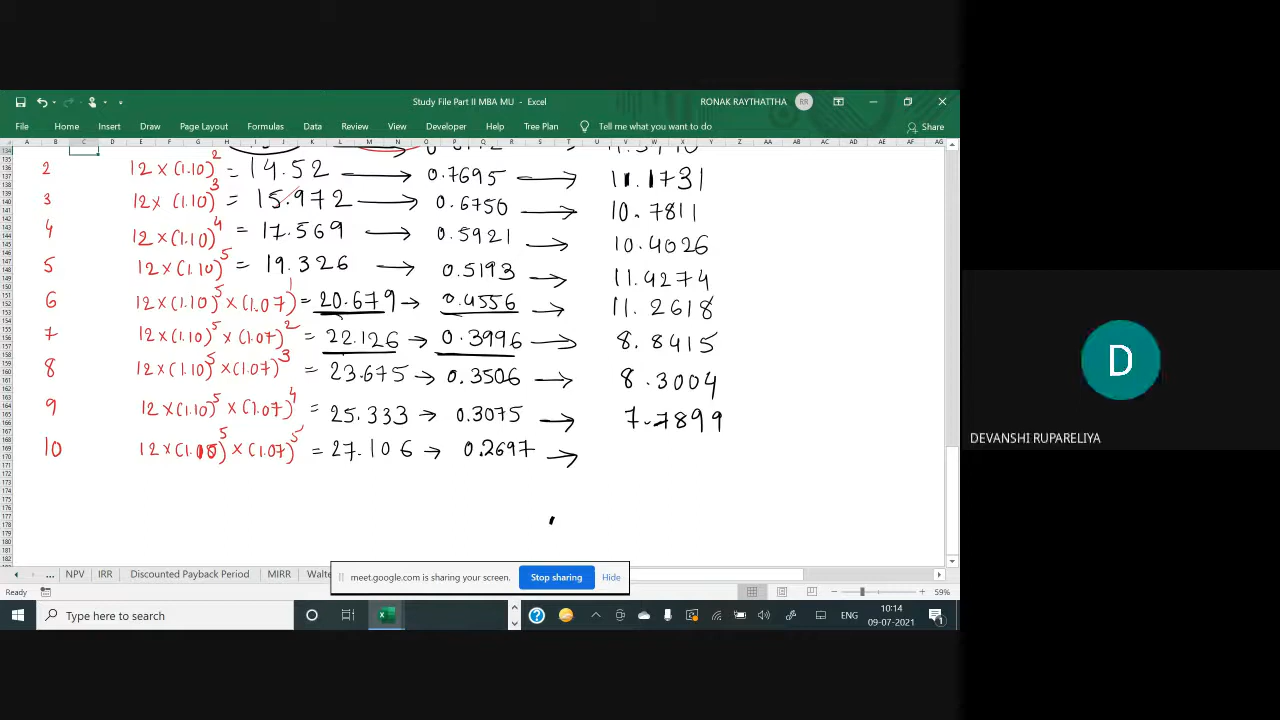 Study File Part II MBA MU - Excel
RONAK RAYTHATTHA RR
File Home Insert Draw Page Layout Formulas Data Review View Developer Help Tree Plan Tell me what you want to do Share
A B C D E F G H I J K L M N O P Q R S T U V W X Y Z AA AB AC AD AE AF AG
2 12 × (1.10)^2 = 14.52 → 0.7695 → 11.1731
3 12 × (1.10)^3 = 15.972 → 0.6750 → 10.7811
4 12 × (1.10)^4 = 17.569 → 0.5921 → 10.4026
5 12 × (1.10)^5 = 19.326 → 0.5193 → 11.4274
6 12 × (1.10)^5 × (1.07)^1 = 20.679 → 0.4556 → 11.2618
7 12 × (1.10)^5 × (1.07)^2 = 22.126 → 0.3996 → 8.8415
8 12 × (1.10)^5 × (1.07)^3 = 23.675 → 0.3506 → 8.3004
9 12 × (1.10)^5 × (1.07)^4 = 25.333 → 0.3075 → 7.7899
10 12 × (1.10)^5 × (1.07)^5 = 27.106 → 0.2697 →
DEVANSHI RUPARELIYA
D
... NPV IRR Discounted Payback Period MIRR Walte
meet.google.com is sharing your screen. Stop sharing Hide
Ready 59%
Type here to search
ENG 10:14
09-07-2021